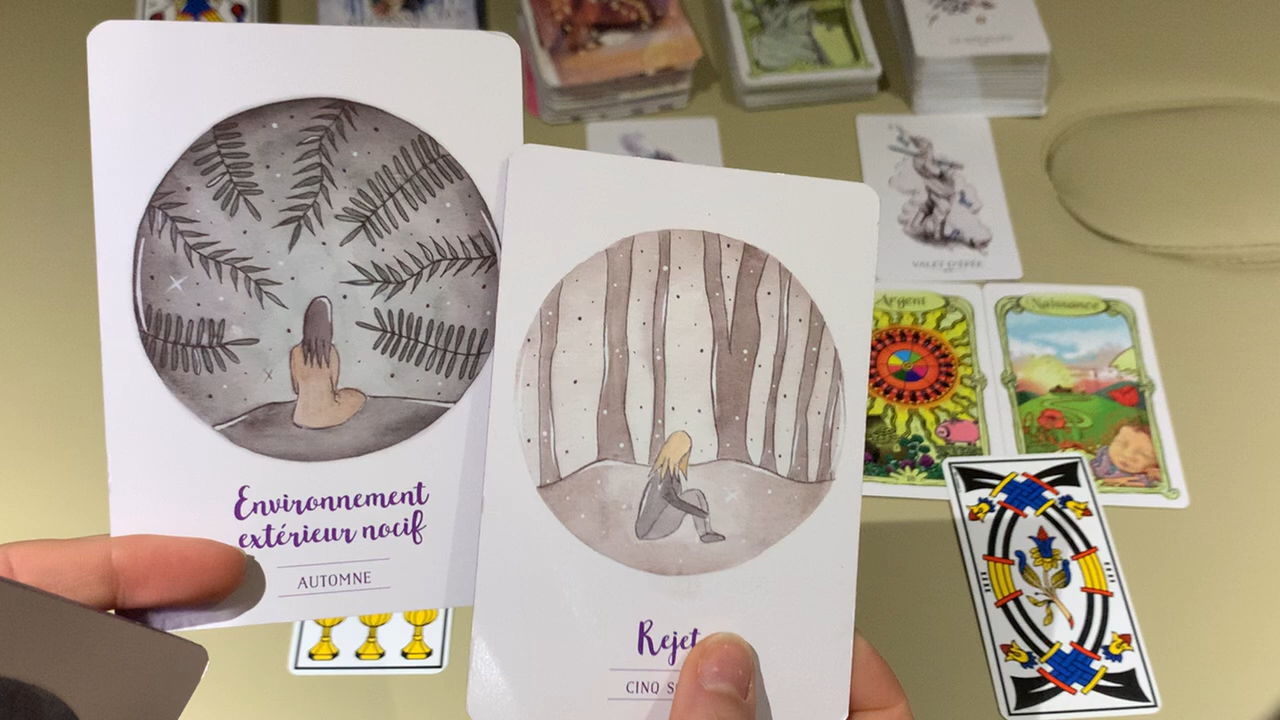 Environnement
extérieur nocif
AUTOMNE
Rejet
CINQ
VALET D'ÉPÉE
Argent
Naissance